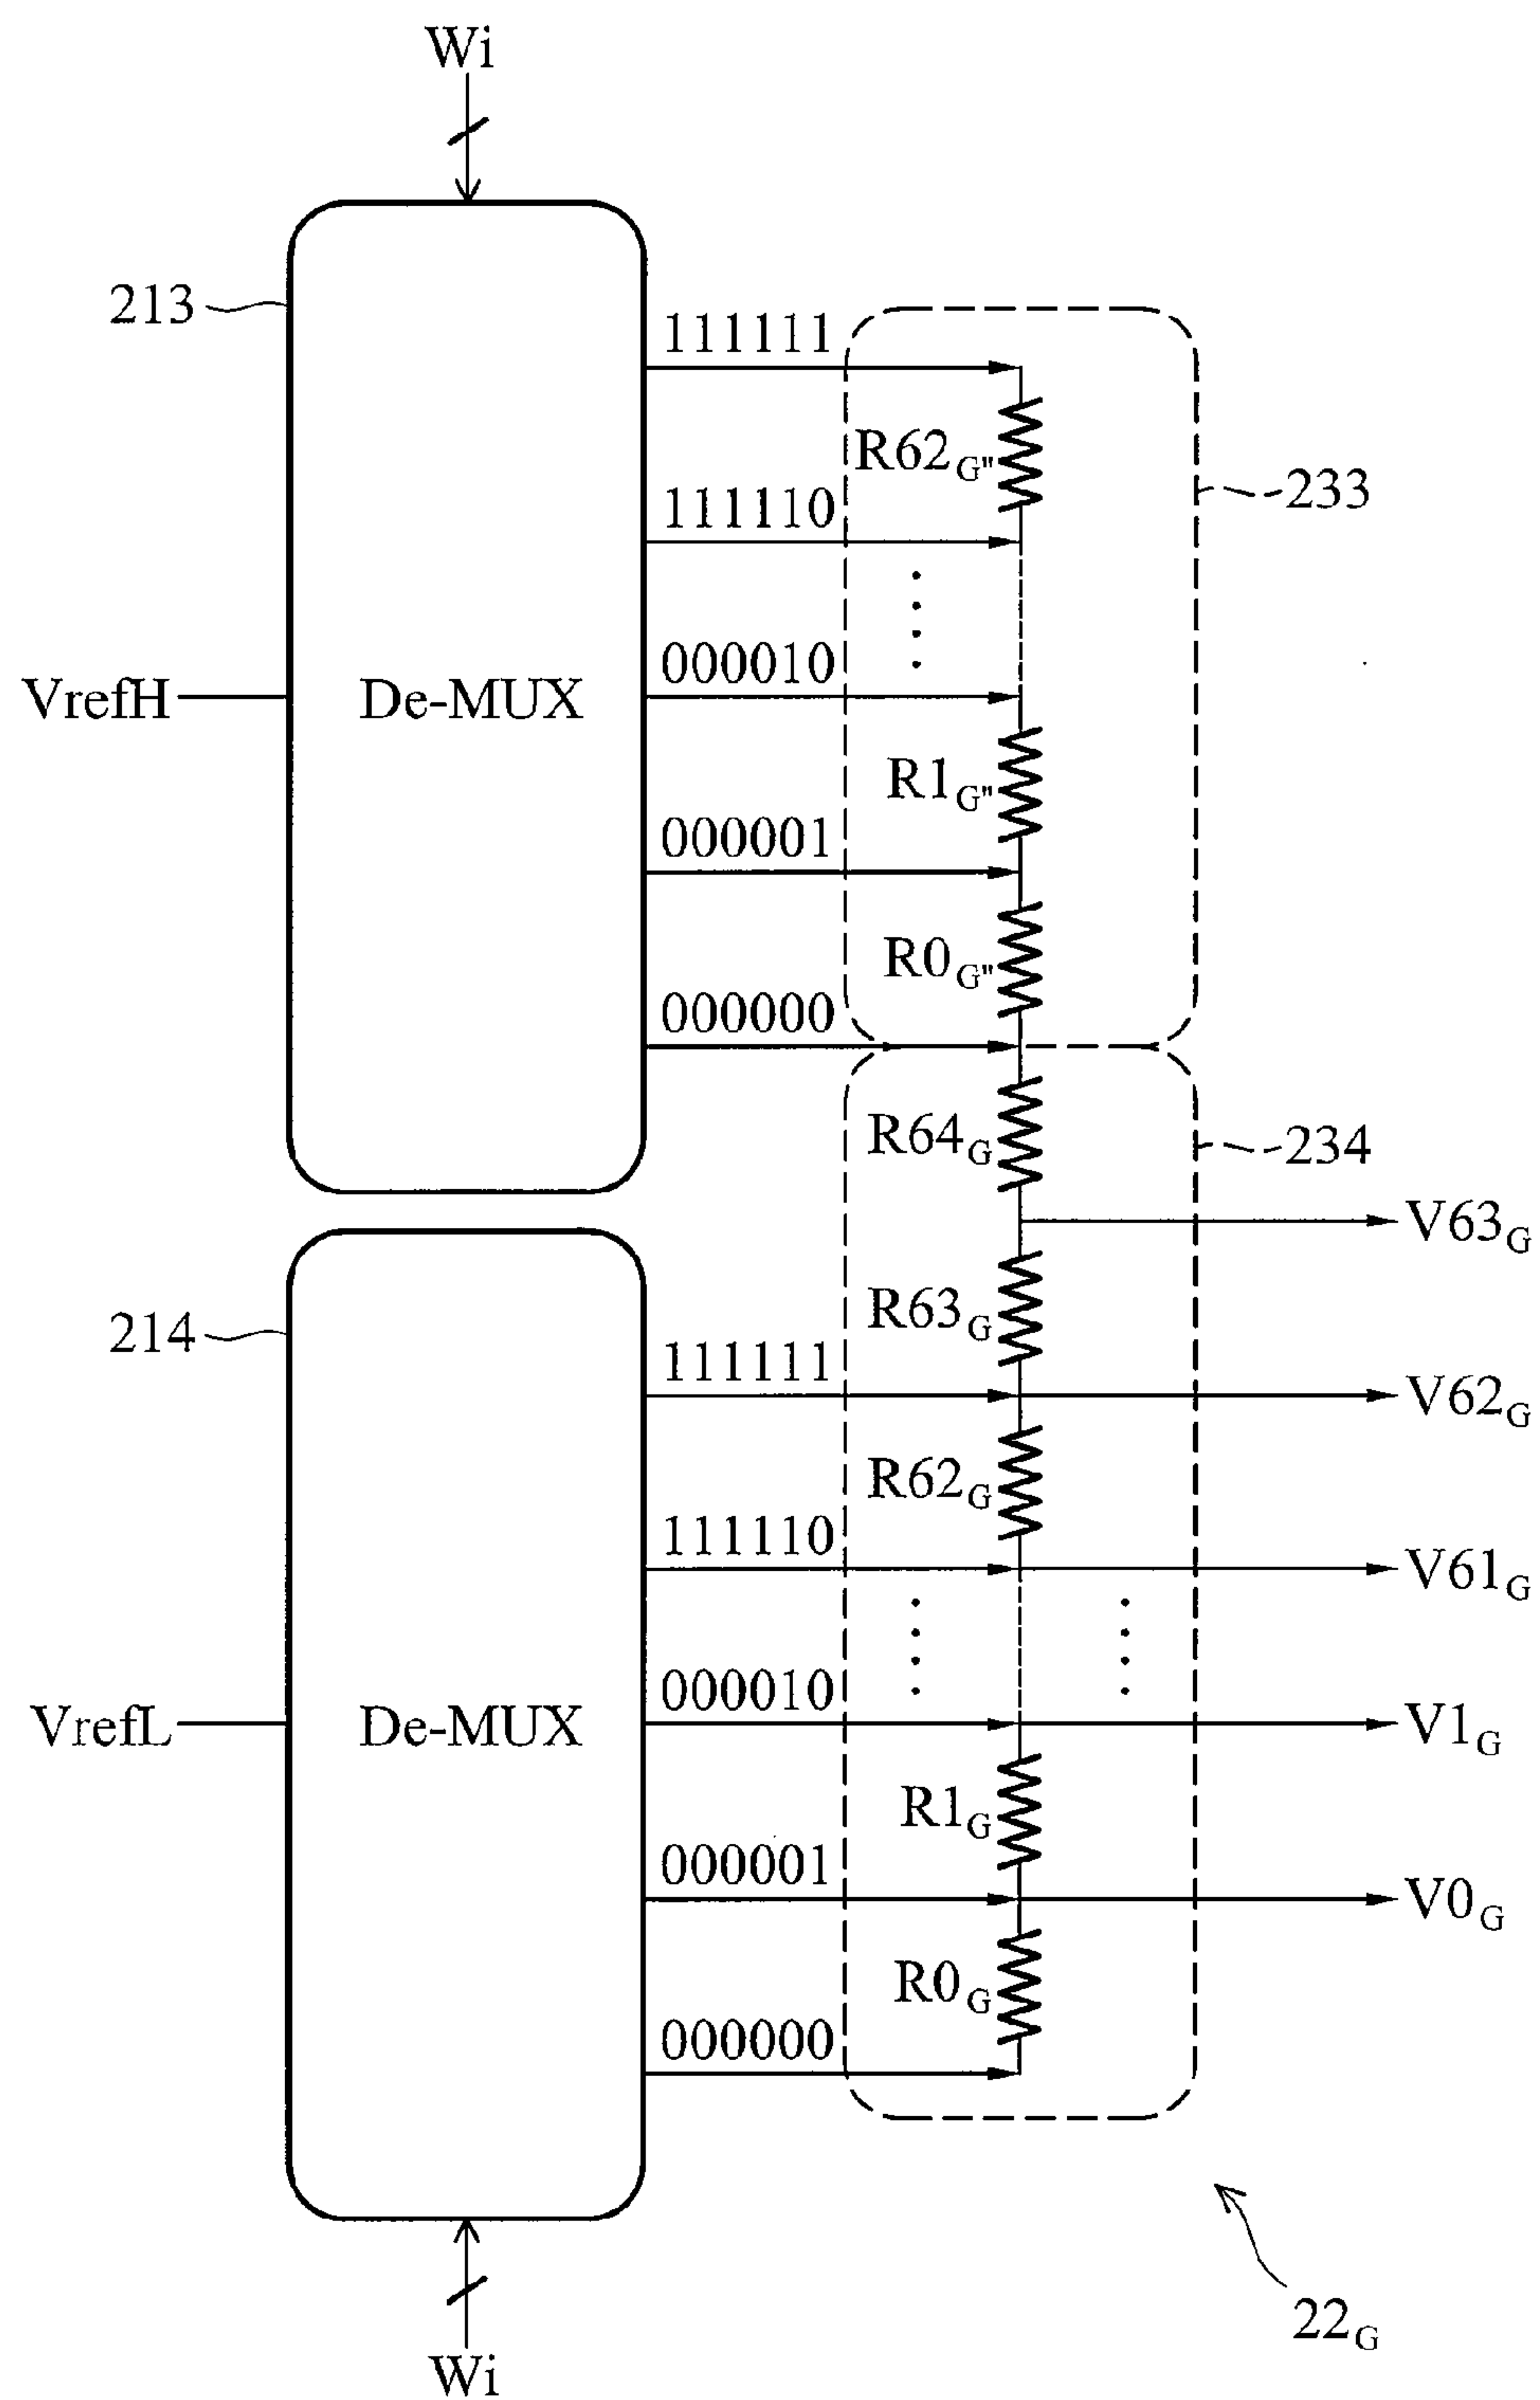 Wi
213
111111
R62G"
233
111110
000010
VrefH
De-MUX
R1G"
000001
R0G"
000000
R64G
234
V63G
R63G
214
111111
V62G
R62G
111110
V61G
000010
VrefL
De-MUX
V1G
R1G
000001
V0G
R0G
000000
22G
Wi